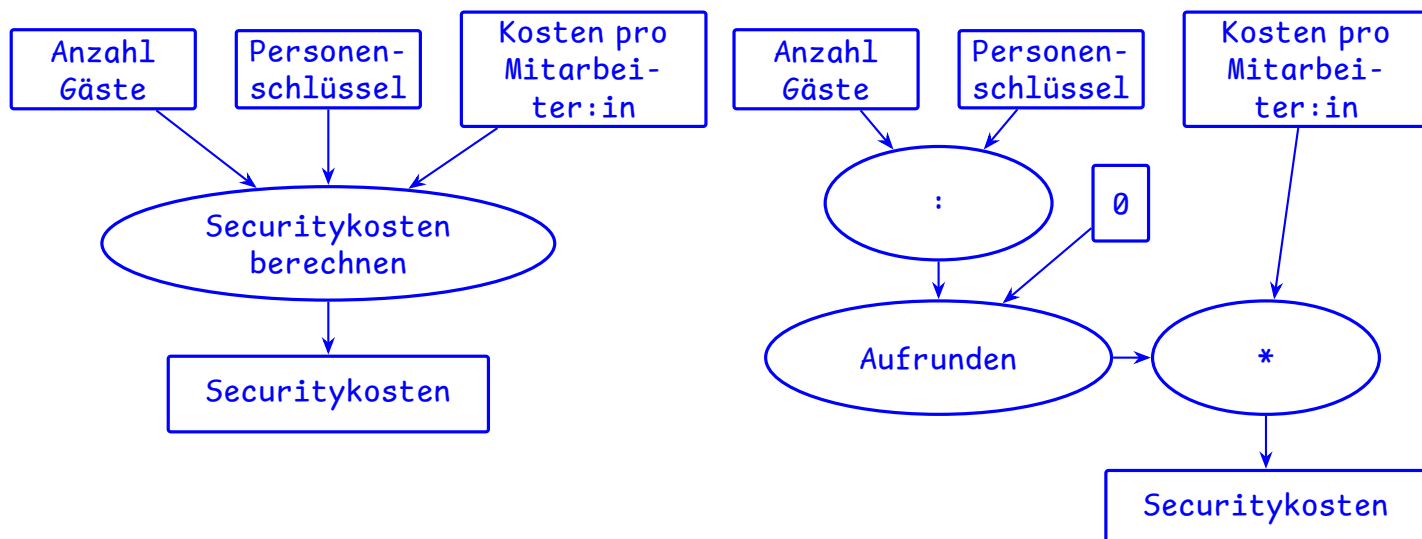 Anzahl
Gäste
Personen-
schlüssel
Kosten pro
Mitarbei-
ter:in
Securitykosten
berechnen
Securitykosten
Anzahl
Gäste
Personen-
schlüssel
Kosten pro
Mitarbei-
ter:in
:
0
Aufrunden
*
Securitykosten